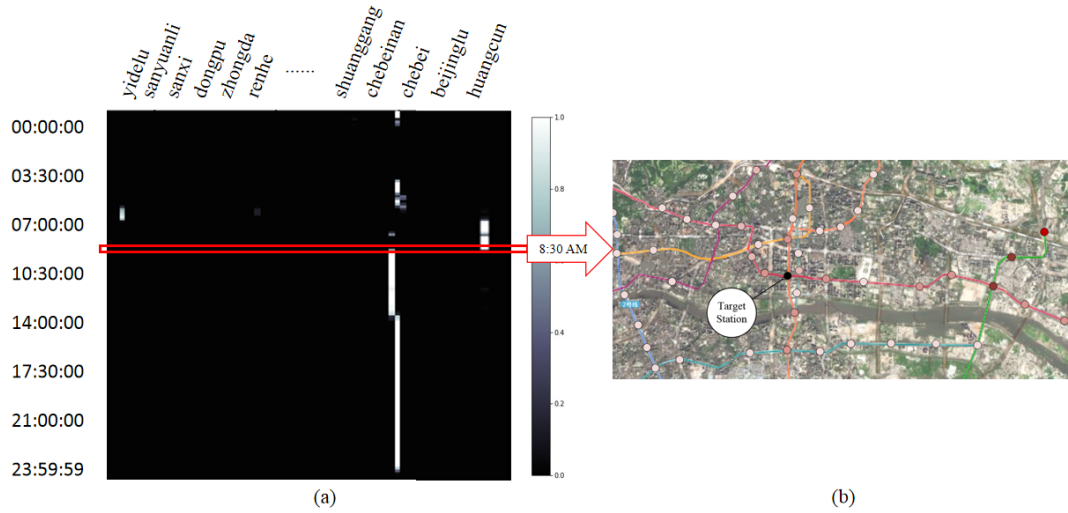 yidelu
sanyuanli
sanxi
dongpu
zhongda
renhe
......
shuanggang
chebeinan
chebei
beijinglu
huangcun
00:00:00
03:30:00
07:00:00
10:30:00
14:00:00
17:30:00
21:00:00
23:59:59
1.0
0.8
0.4
0.2
0.0
8:30 AM
Target
Station
(a)
(b)